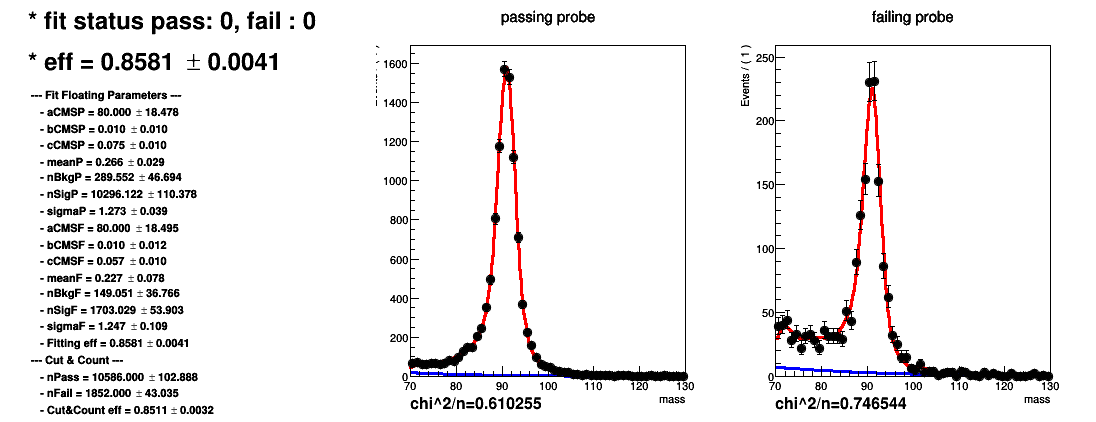 * fit status pass: 0, fail : 0
* eff = 0.8581 ± 0.0041
--- Fit Floating Parameters ---
- aCMSP = 80.000 ± 18.478
- bCMSP = 0.010 ± 0.010
- cCMSP = 0.075 ± 0.010
- meanP = 0.266 ± 0.029
- nBkgP = 289.552 ± 46.694
- nSigP = 10296.122 ± 110.378
- sigmaP = 1.273 ± 0.039
- aCMSF = 80.000 ± 18.495
- bCMSF = 0.010 ± 0.012
- cCMSF = 0.057 ± 0.010
- meanF = 0.227 ± 0.078
- nBkgF = 149.051 ± 36.766
- nSigF = 1703.029 ± 53.903
- sigmaF = 1.247 ± 0.109
- Fitting eff = 0.8581 ± 0.0041
--- Cut & Count ---
- nPass = 10586.000 ± 102.888
- nFail = 1852.000 ± 43.035
- Cut&Count eff = 0.8511 ± 0.0032
passing probe
1600
1400
1200
1000
800
600
400
200
0
70 80 90 100 110 120 130
mass
chi^2/n=0.610255
failing probe
Events / ( 1 )
250
200
150
100
50
0
70 80 90 100 110 120 130
mass
chi^2/n=0.746544